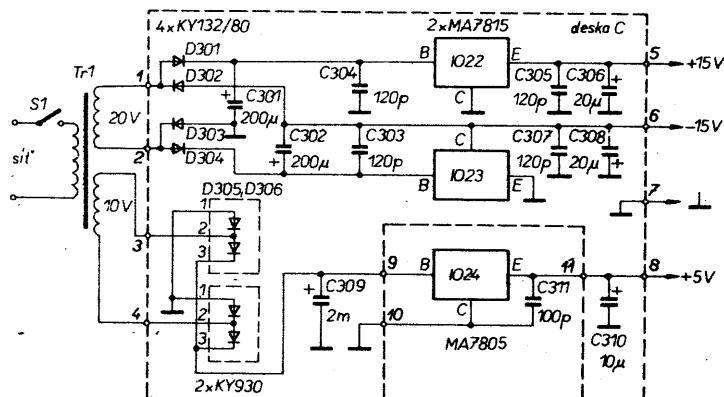 4xKY132/80
2xMA7815
deska C
D301
D302
Tr1
S1
síť
1
20V
2
D303
D304
C301
200µ
C304
120p
B
IO22
E
C
C305
120p
C306
20µ
5
+15V
6
-15V
C302
200µ
C303
120p
C
B
IO23
E
C307
120p
C308
20µ
7
D305,D306
10V
3
4
1
2
3
1
2
3
2xKY930
C309
2m
9
10
B
IO24
E
C
MA7805
C311
100p
11
C310
10µ
8
+5V